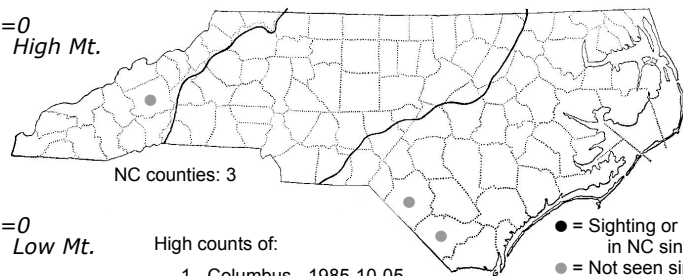 =0
High Mt.
NC counties: 3
=0
Low Mt.
High counts of:
1 - Columbus - 1985-10-05
● = Sighting or
in NC sin
● = Not seen si